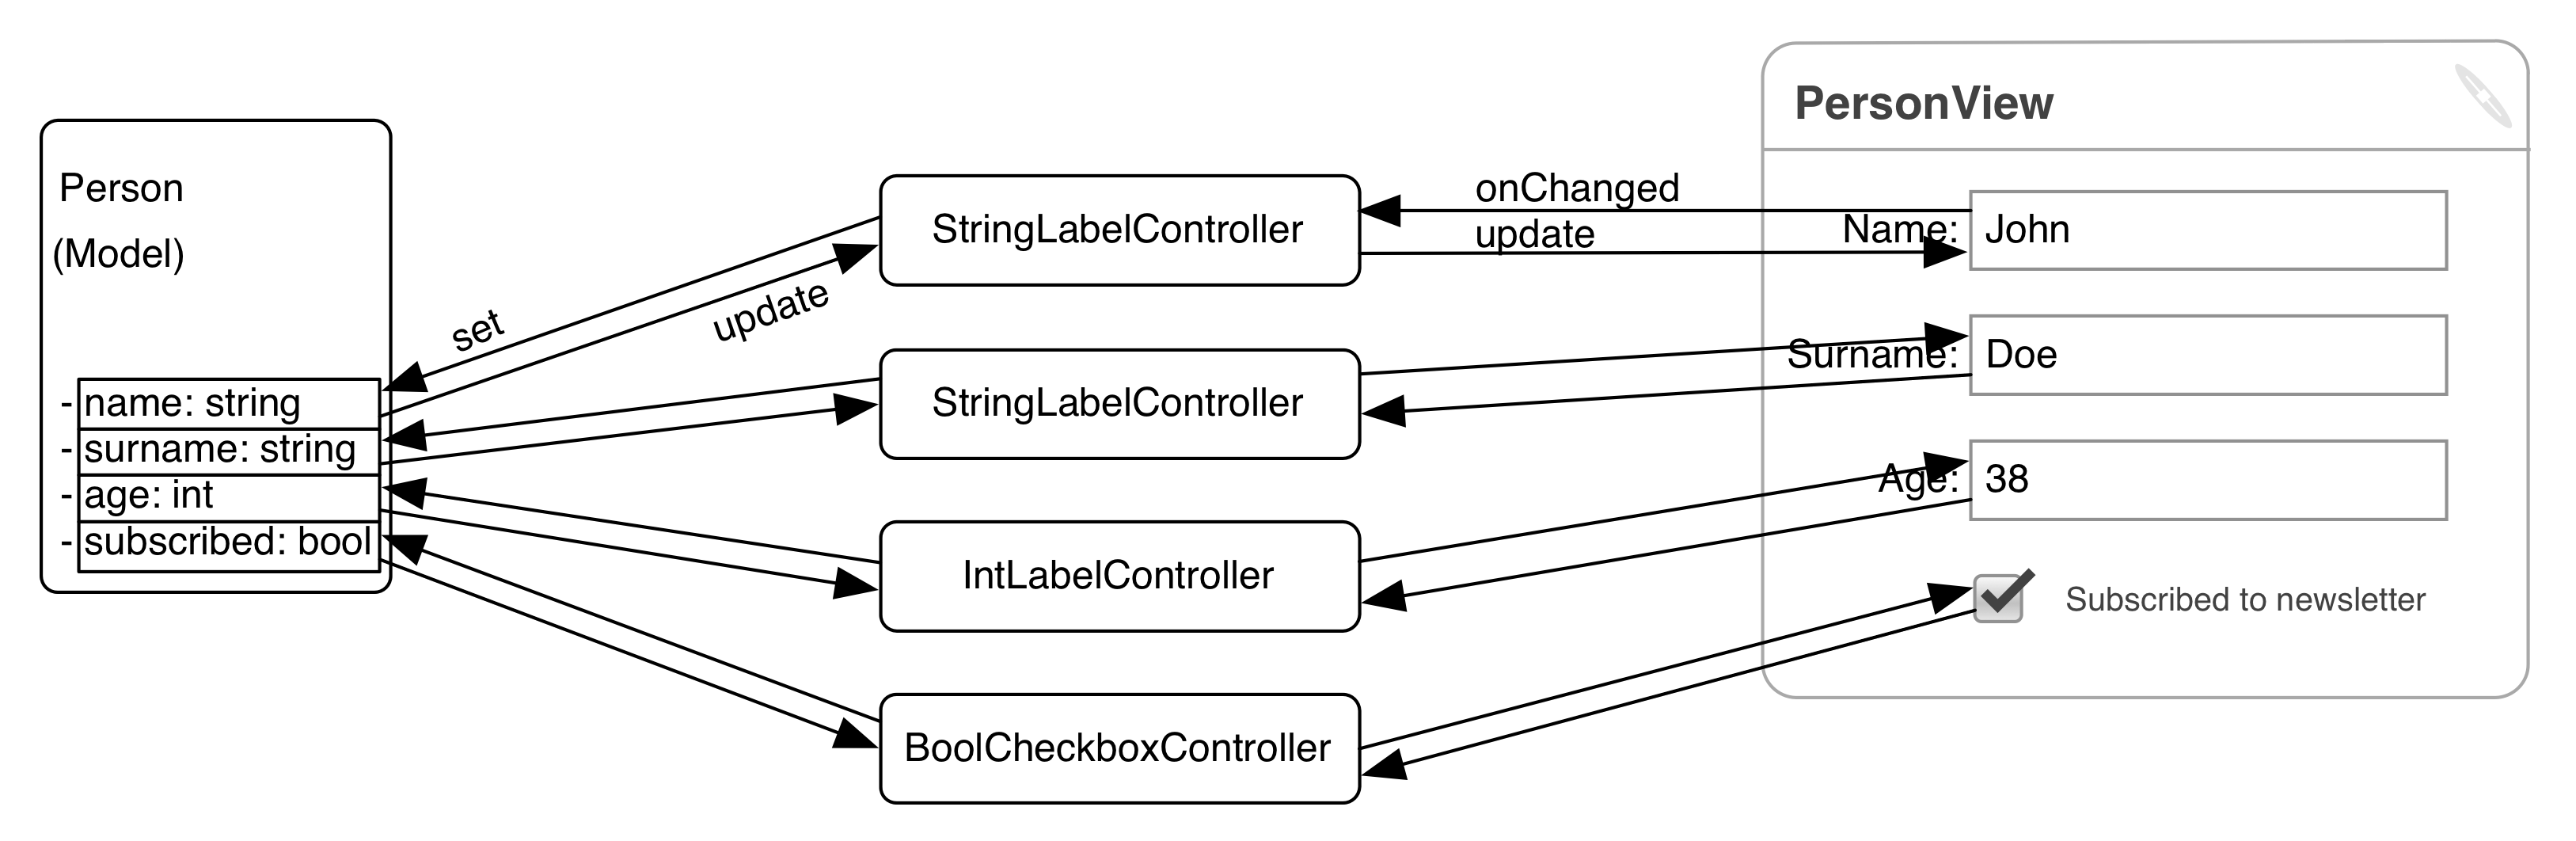 Person
(Model)
- name: string
- surname: string
- age: int
- subscribed: bool
set
update
StringLabelController
StringLabelController
IntLabelController
BoolCheckboxController
onChanged
update
PersonView
Name: John
Surname: Doe
Age: 38
Subscribed to newsletter